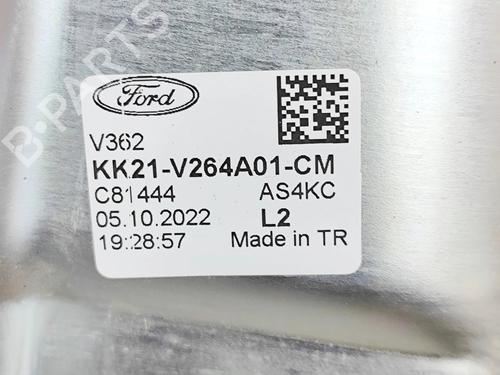 B-PARTS
Ford
V362
KK21-V264A01-CM
C81444 AS4KC
05.10.2022 L2
19:28:57 Made in TR